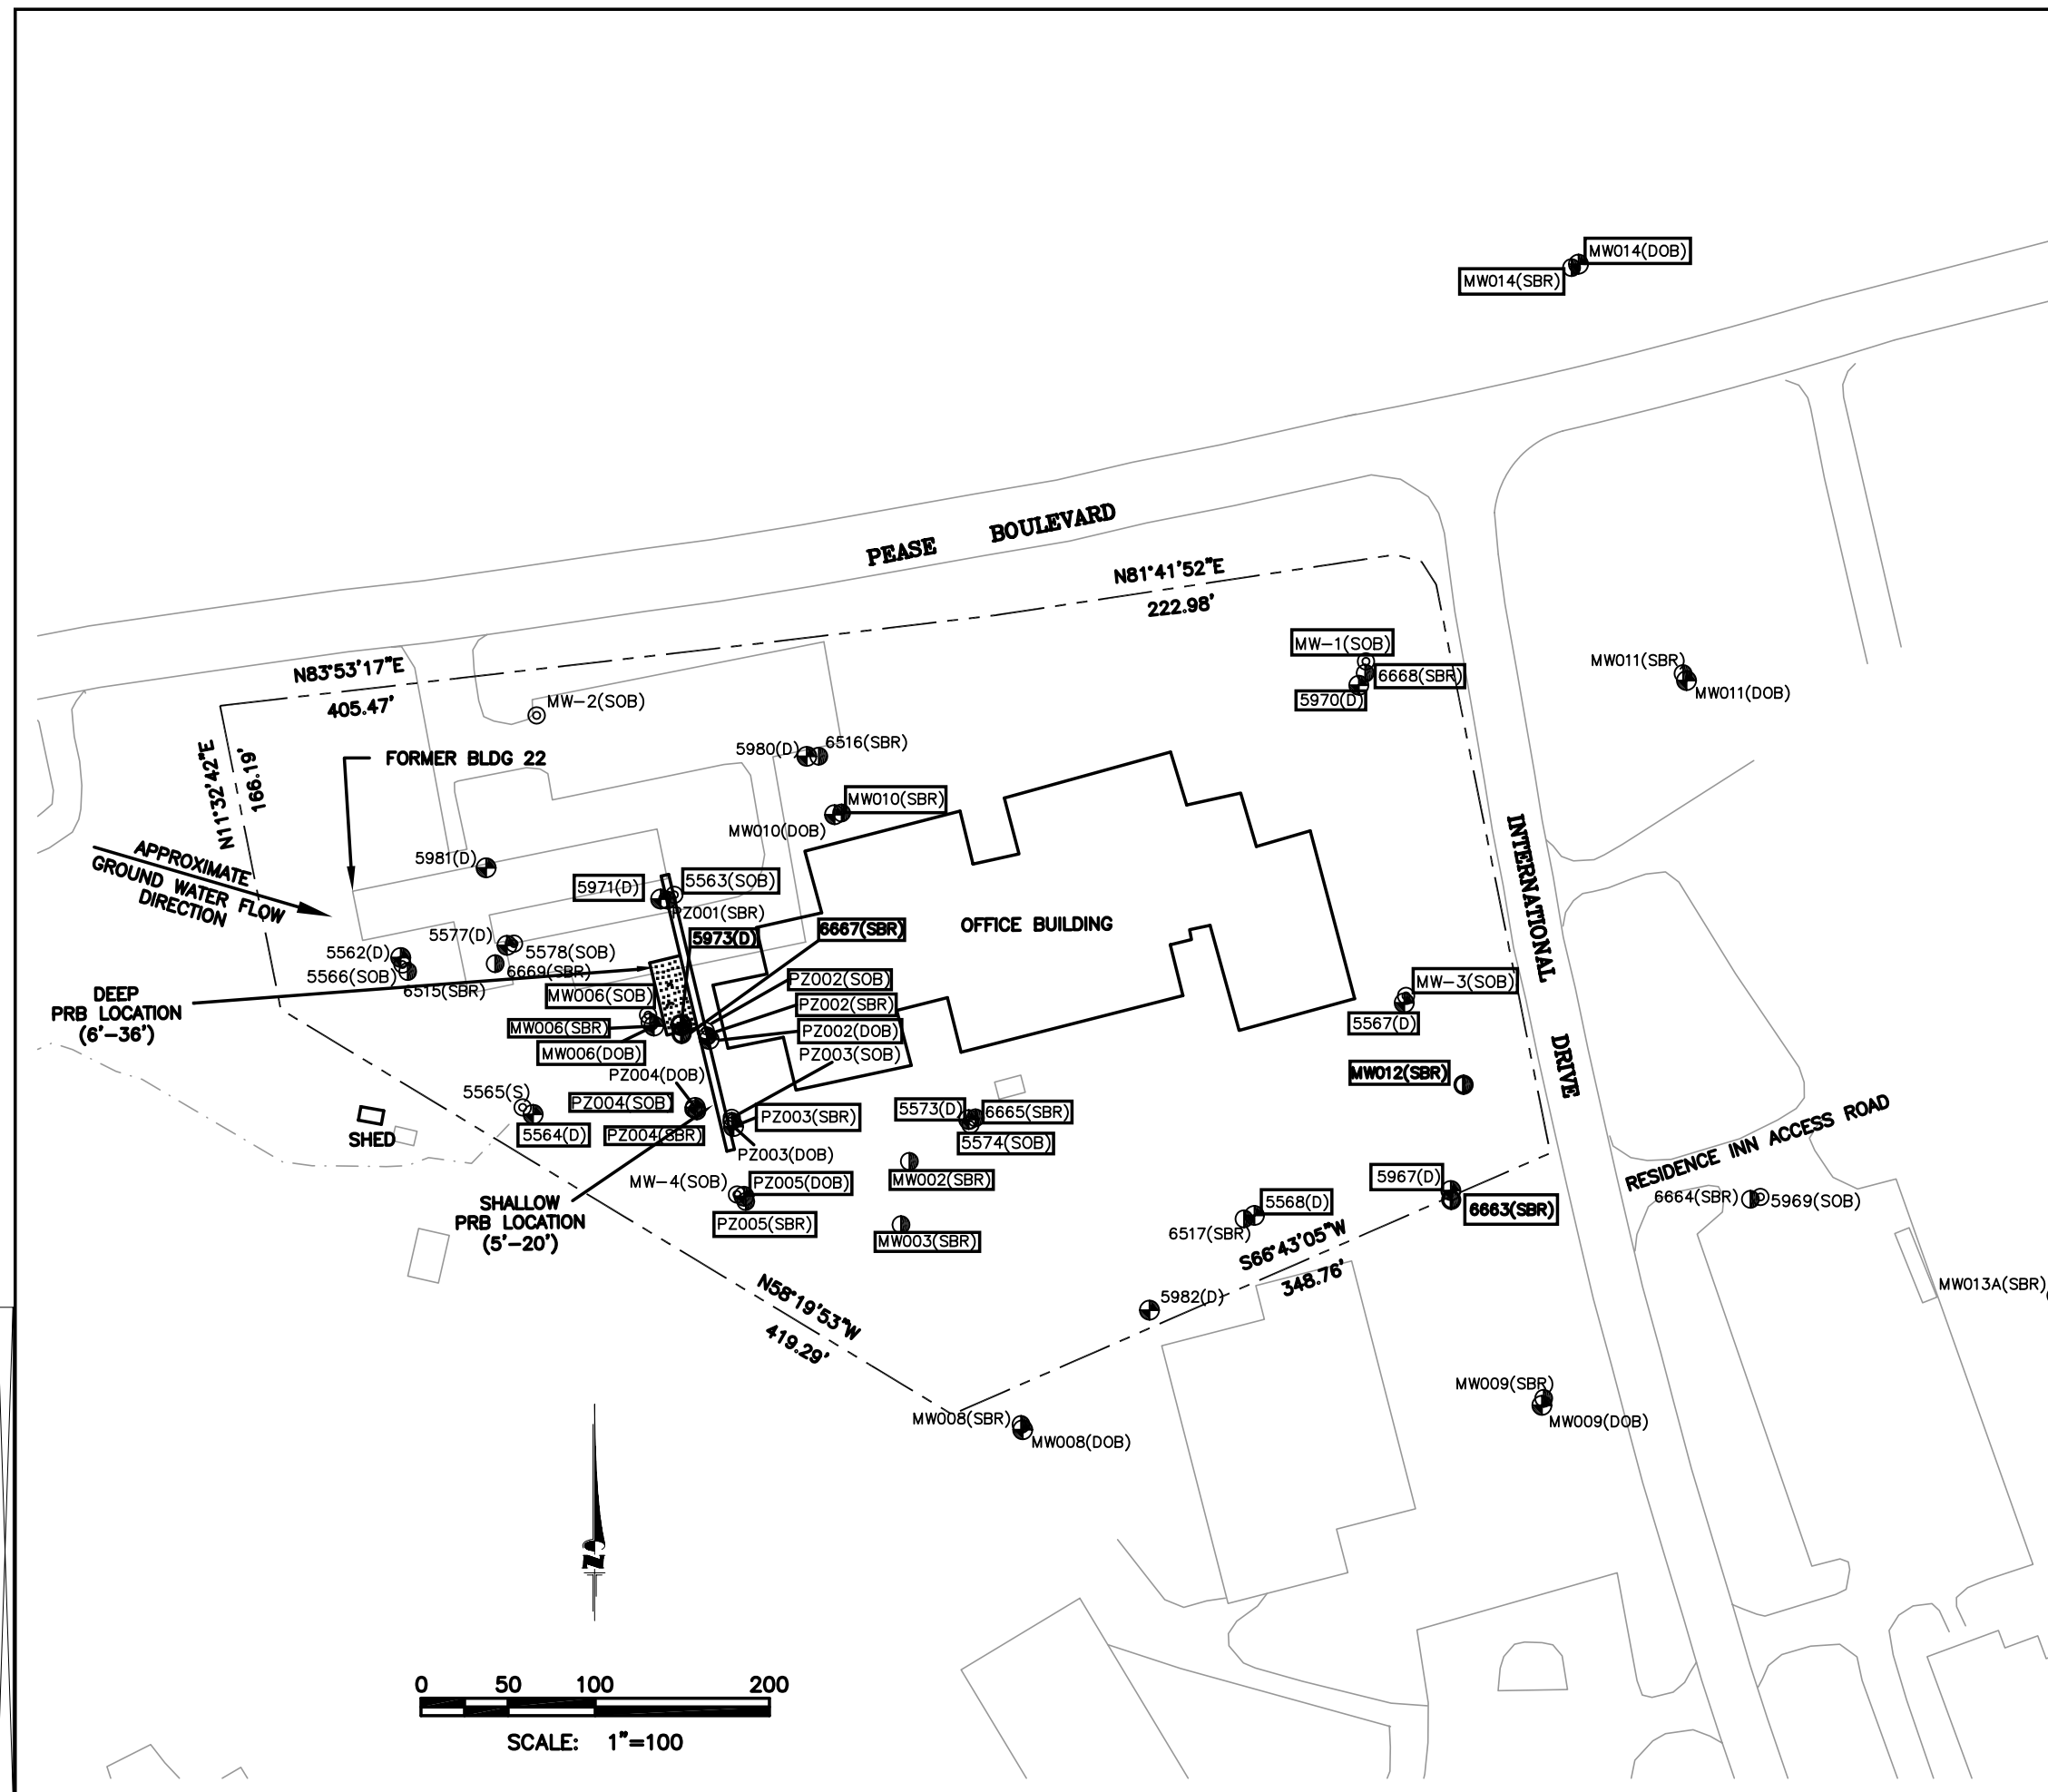 MW014(DOB)
MW014(SBR)
PEASE BOULEVARD
N81°41'52"E
222.98'
N83°53'17"E
405.47'
MW-1(SOB)
6668(SBR)
5970(D)
MW011(SBR)
MW011(DOB)
MW-2(SOB)
N11°32'42"E
166.19'
FORMER BLDG 22
5980(D)
6516(SBR)
MW010(SBR)
MW010(DOB)
APPROXIMATE
GROUND WATER FLOW
DIRECTION
5981(D)
5971(D)
5563(SOB)
PZ001(SBR)
INTERNATIONAL DRIVE
OFFICE BUILDING
5577(D)
5578(SOB)
5973(D)
6667(SBR)
5562(D)
5566(SOB)
6515(SBR)
6669(SBR)
DEEP
PRB LOCATION
(6'-36')
MW006(SOB)
PZ002(SOB)
PZ002(SBR)
MW006(SBR)
PZ002(DOB)
MW006(DOB)
PZ003(SOB)
MW-3(SOB)
5567(D)
PZ004(DOB)
MW012(SBR)
5565(S)
PZ004(SOB)
5564(D)
PZ004(SBR)
PZ003(SBR)
PZ003(DOB)
SHED
5573(D)
6665(SBR)
5574(SOB)
RESIDENCE INN ACCESS ROAD
MW-4(SOB)
PZ005(DOB)
PZ005(SBR)
MW002(SBR)
5967(D)
6663(SBR)
6664(SBR)
5969(SOB)
SHALLOW
PRB LOCATION
(5'-20')
MW003(SBR)
5568(D)
6517(SBR)
S66°43'05"W
348.76'
N58°19'53"W
419.29'
5982(D)
MW013A(SBR)
MW009(SBR)
MW009(DOB)
MW008(SBR)
MW008(DOB)
N
0 50 100 200
SCALE: 1"=100